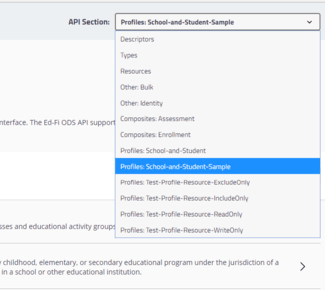 API Section: Profiles: School-and-Student-Sample
Descriptors
Types
Resources
Other: Bulk
Other: Identity
Composites: Assessment
Composites: Enrollment
Profiles: School-and-Student
Profiles: School-and-Student-Sample
Profiles: Test-Profile-Resource-ExcludeOnly
Profiles: Test-Profile-Resource-IncludeOnly
Profiles: Test-Profile-Resource-ReadOnly
Profiles: Test-Profile-Resource-WriteOnly
nterface. The Ed-Fi ODS API support
sses and educational activity groups
childhood, elementary, or secondary educational program under the jurisdiction of a
in a school or other educational institution.